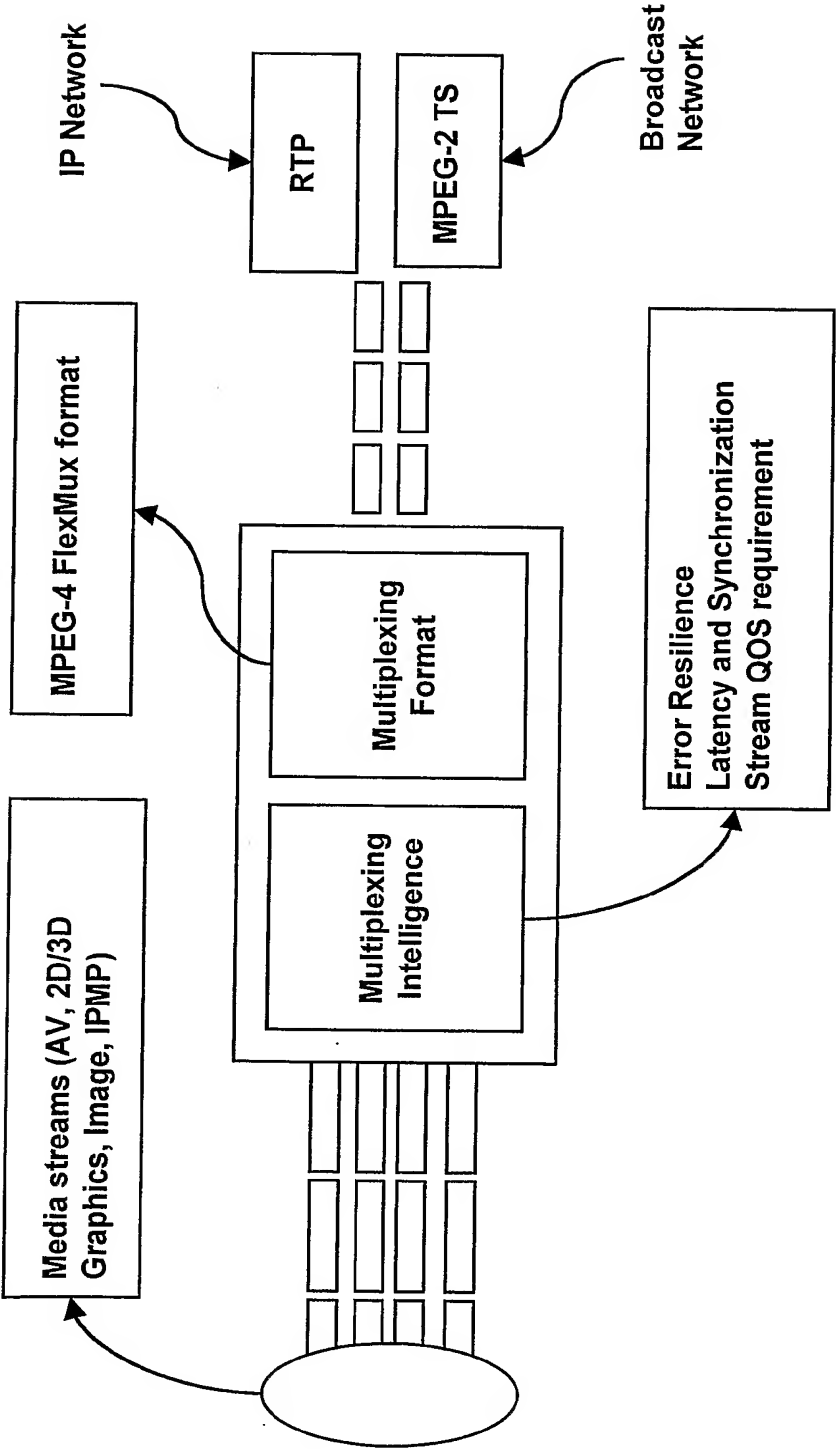 Media streams (AV, 2D/3D
Graphics, Image, IPMP)
MPEG-4 FlexMux format
IP Network
Multiplexing
Intelligence
Multiplexing
Format
RTP
MPEG-2 TS
Error Resilience
Latency and Synchronization
Stream QOS requirement
Broadcast
Network